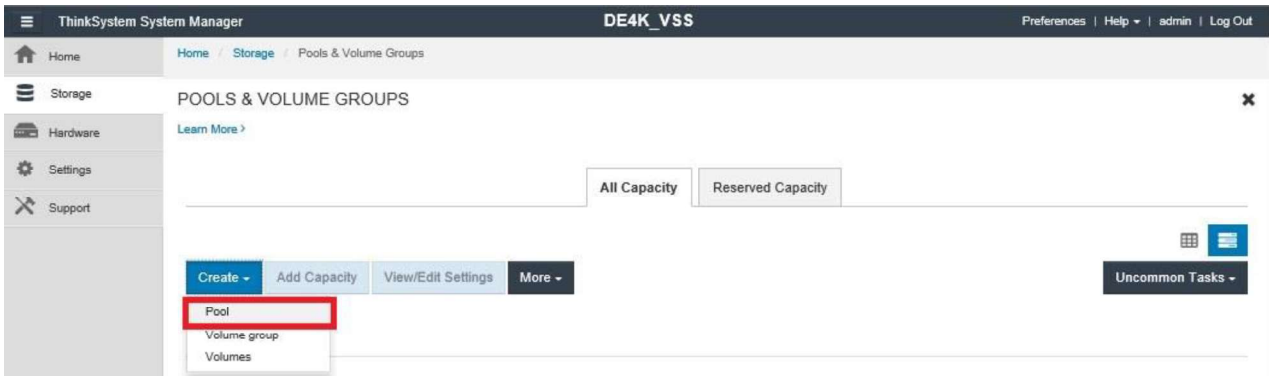 ThinkSystem System Manager DE4K_VSS Preferences | Help | admin | Log Out
Home Home / Storage / Pools & Volume Groups
Storage
POOLS & VOLUME GROUPS
Hardware Learn More >
Settings
All Capacity Reserved Capacity
Support
Create Add Capacity View/Edit Settings More Uncommon Tasks
Pool
Volume group
Volumes